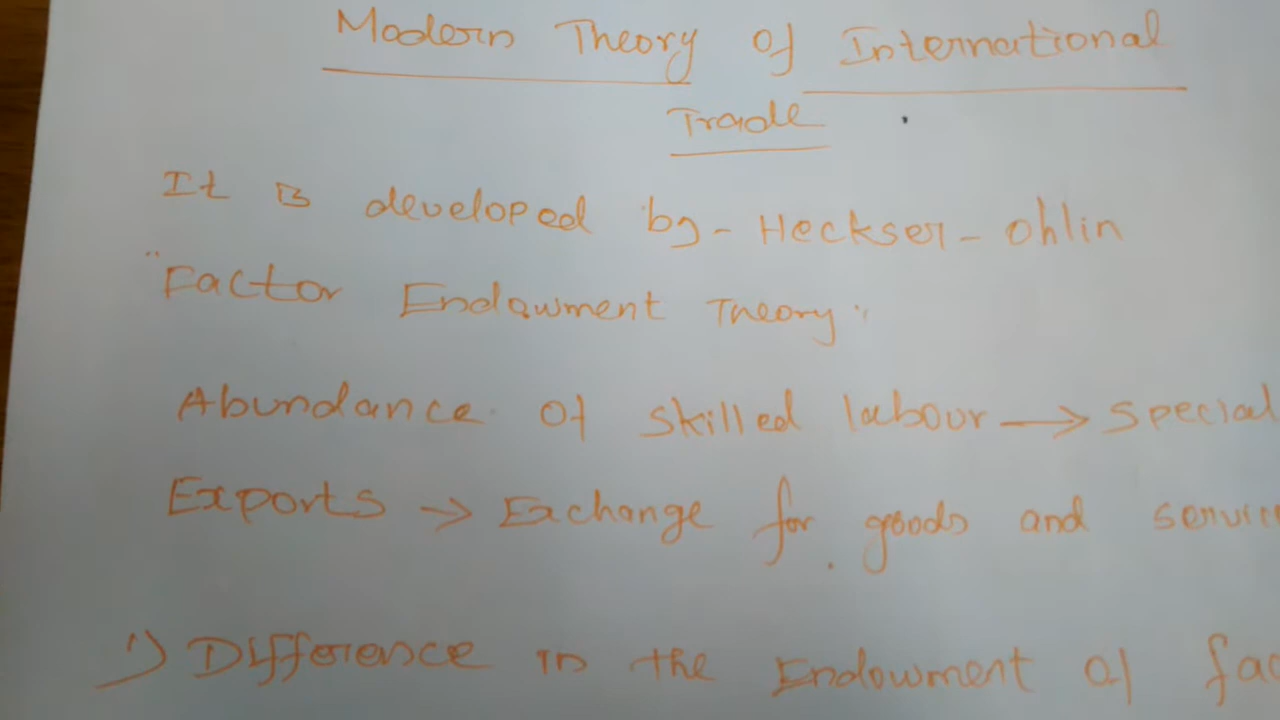 Modern Theory of International
Trade
It is developed by - Heckser - ohlin
"Factor Endowment Theory"
Abundance of skilled labour → special
Exports → Exchange for goods and servic
1) Difference in the Endowment of fac